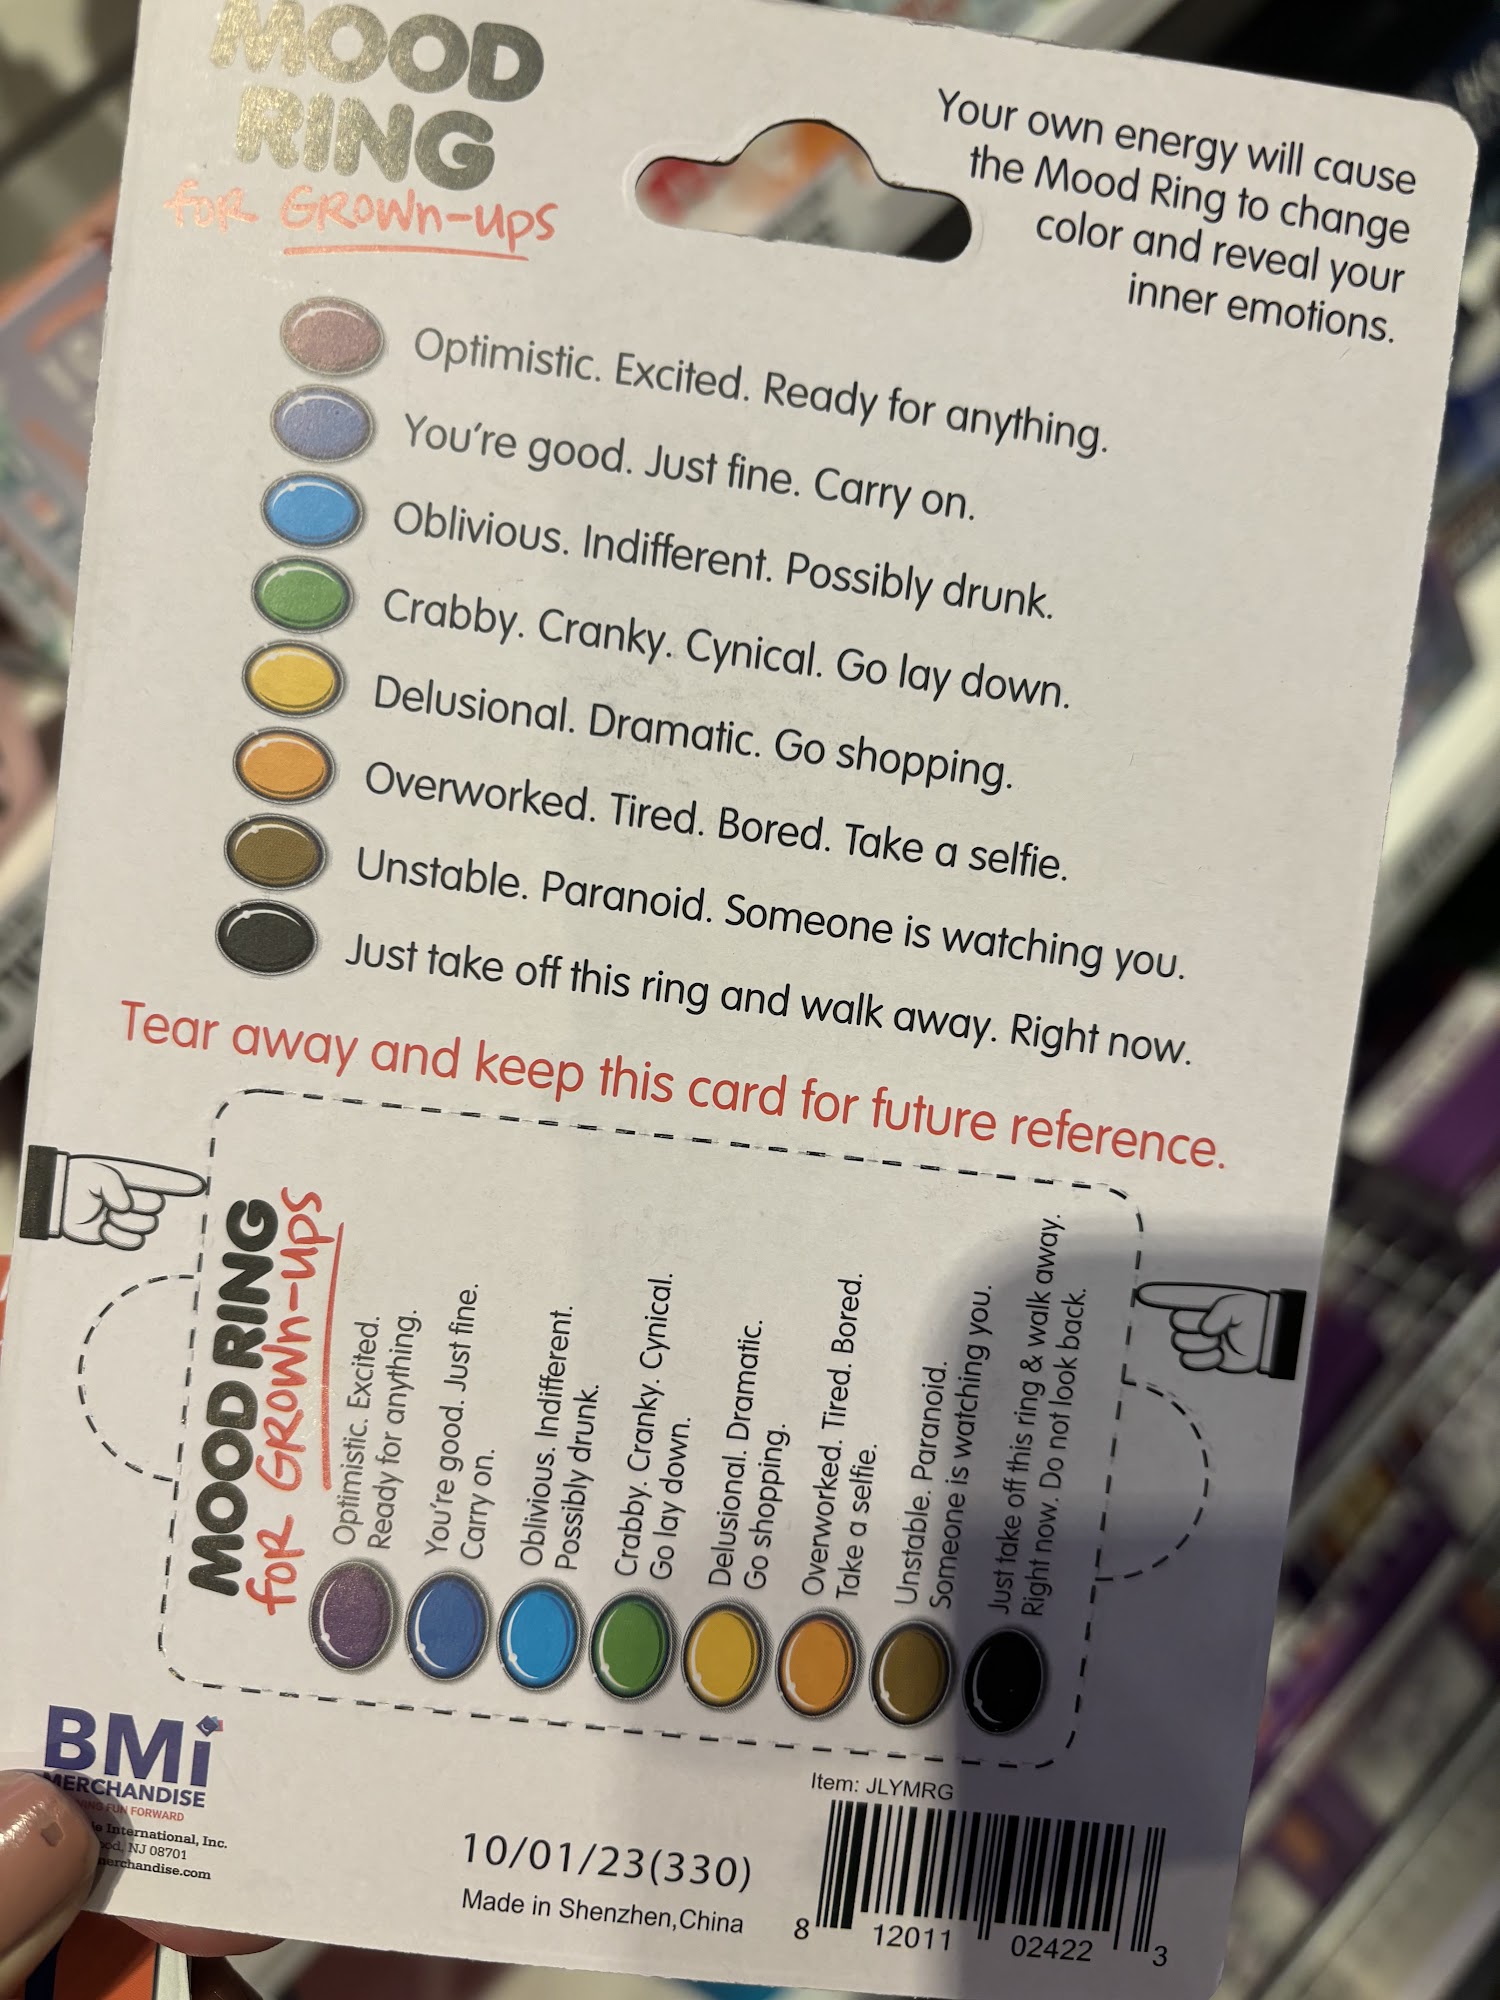 MOOD
RING
for Grown-ups
Your own energy will cause
the Mood Ring to change
color and reveal your
inner emotions.
Optimistic. Excited. Ready for anything.
You're good. Just fine. Carry on.
Oblivious. Indifferent. Possibly drunk.
Crabby. Cranky. Cynical. Go lay down.
Delusional. Dramatic. Go shopping.
Overworked. Tired. Bored. Take a selfie.
Unstable. Paranoid. Someone is watching you.
Just take off this ring and walk away. Right now.
Tear away and keep this card for future reference.
MOOD RING
for Grown-ups
Optimistic. Excited.
Ready for anything.
You're good. Just fine.
Carry on.
Oblivious. Indifferent.
Possibly drunk.
Crabby. Cranky. Cynical.
Go lay down.
Delusional. Dramatic.
Go shopping.
Overworked. Tired. Bored.
Take a selfie.
Unstable. Paranoid.
Someone is watching you.
Just take off this ring & walk away.
Right now. Do not look back.
BMi
MERCHANDISE
FUN FORWARD
International, Inc.
NJ 08701
10/01/23(330)
Made in Shenzhen,China
Item: JLYMRG
8 12011 02422 3